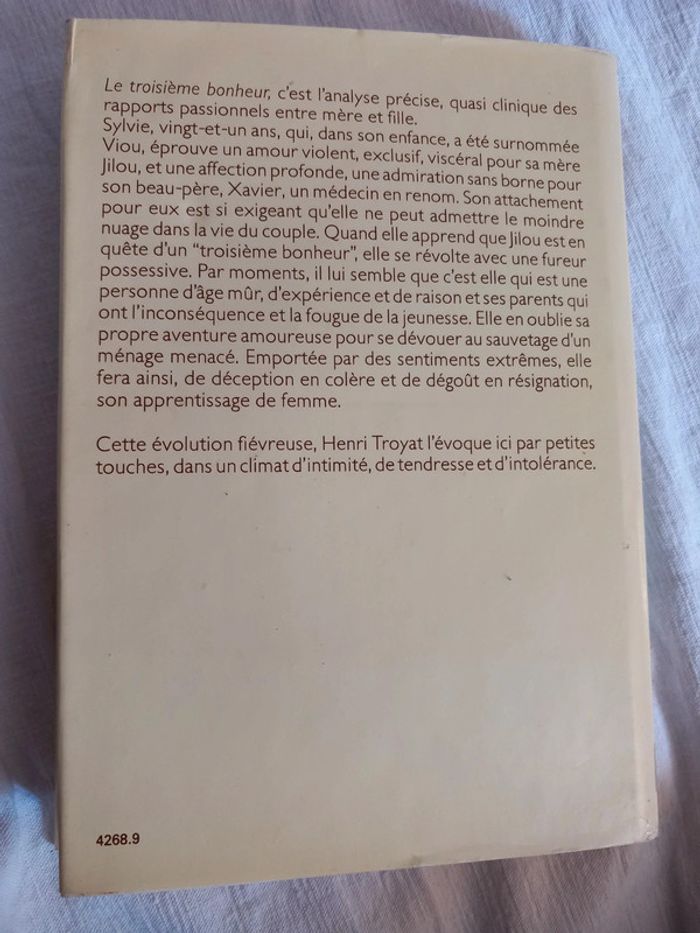 Le troisième bonheur, c'est l'analyse précise, quasi clinique des
rapports passionnels entre mère et fille.
Sylvie, vingt-et-un ans, qui, dans son enfance, a été surnommée
Viou, éprouve un amour violent, exclusif, viscéral pour sa mère
Jilou, et une affection profonde, une admiration sans borne pour
son beau-père, Xavier, un médecin en renom. Son attachement
pour eux est si exigeant qu'elle ne peut admettre le moindre
nuage dans la vie du couple. Quand elle apprend que Jilou est en
quête d'un "troisième bonheur", elle se révolte avec une fureur
possessive. Par moments, il lui semble que c'est elle qui est une
personne d'âge mûr, d'expérience et de raison et ses parents qui
ont l'inconséquence et la fougue de la jeunesse. Elle en oublie sa
propre aventure amoureuse pour se dévouer au sauvetage d'un
ménage menacé. Emportée par des sentiments extrêmes, elle
fera ainsi, de déception en colère et de dégoût en résignation,
son apprentissage de femme.
Cette évolution fiévreuse, Henri Troyat l'évoque ici par petites
touches, dans un climat d'intimité, de tendresse et d'intolérance.
4268.9